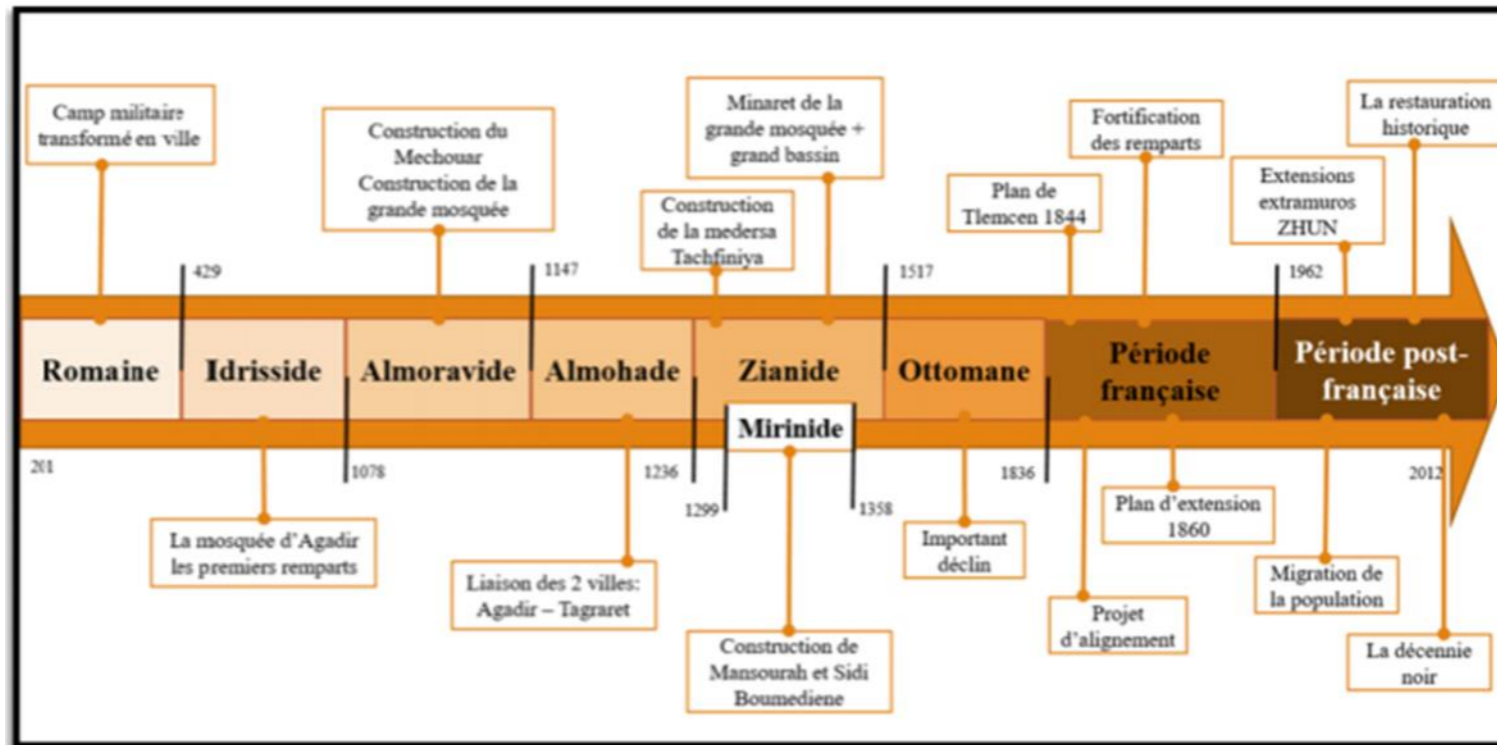 Camp militaire
transformé en ville
Construction du
Mechouar
Construction de la
grande mosquée
Construction
de la medersa
Tachfiniya
Minaret de la
grande mosquée +
grand bassin
Plan de
Tlemcen 1844
Fortification
des remparts
Extensions
extramuros
ZHUN
La restauration
historique
429
1147
1517
1962
Romaine
Idrisside
Almoravide
Almohade
Zianide
Ottomane
Période
française
Période post-
française
Mirinide
201
1078
1236
1299
1358
1836
2012
La mosquée d’Agadir
les premiers remparts
Liaison des 2 villes:
Agadir – Tagraret
Construction de
Mansourah et Sidi
Boumediene
Important
déclin
Projet
d’alignement
Plan d’extension
1860
Migration de
la population
La décennie
noir